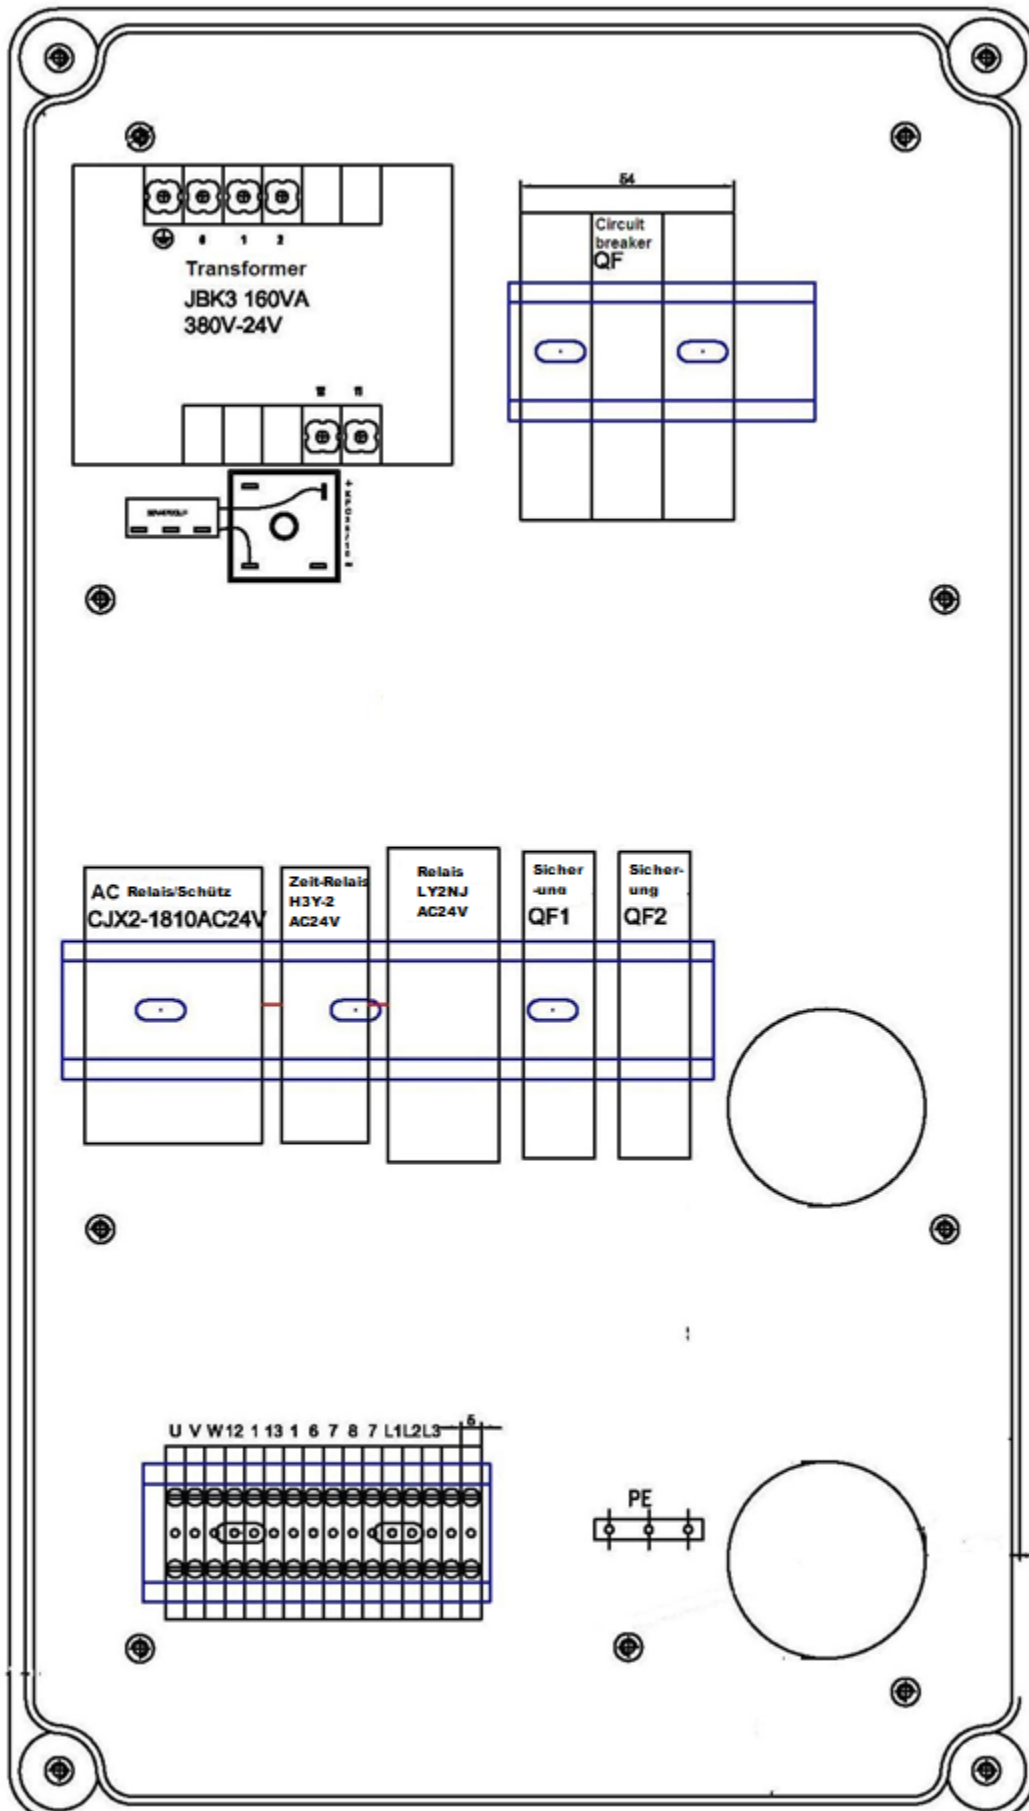 6 1 2
Transformer
JBK3 160VA
380V-24V
11
54
Circuit
breaker
QF
AC Relais/Schütz
CJX2-1810AC24V
Zeit-Relais
H3Y-2
AC24V
Relais
LY2NJ
AC24V
Sicher
-ung
QF1
Sicher-
ung
QF2
U V W 12 1 13 1 6 7 8 7 L1 L2 L3
5
PE